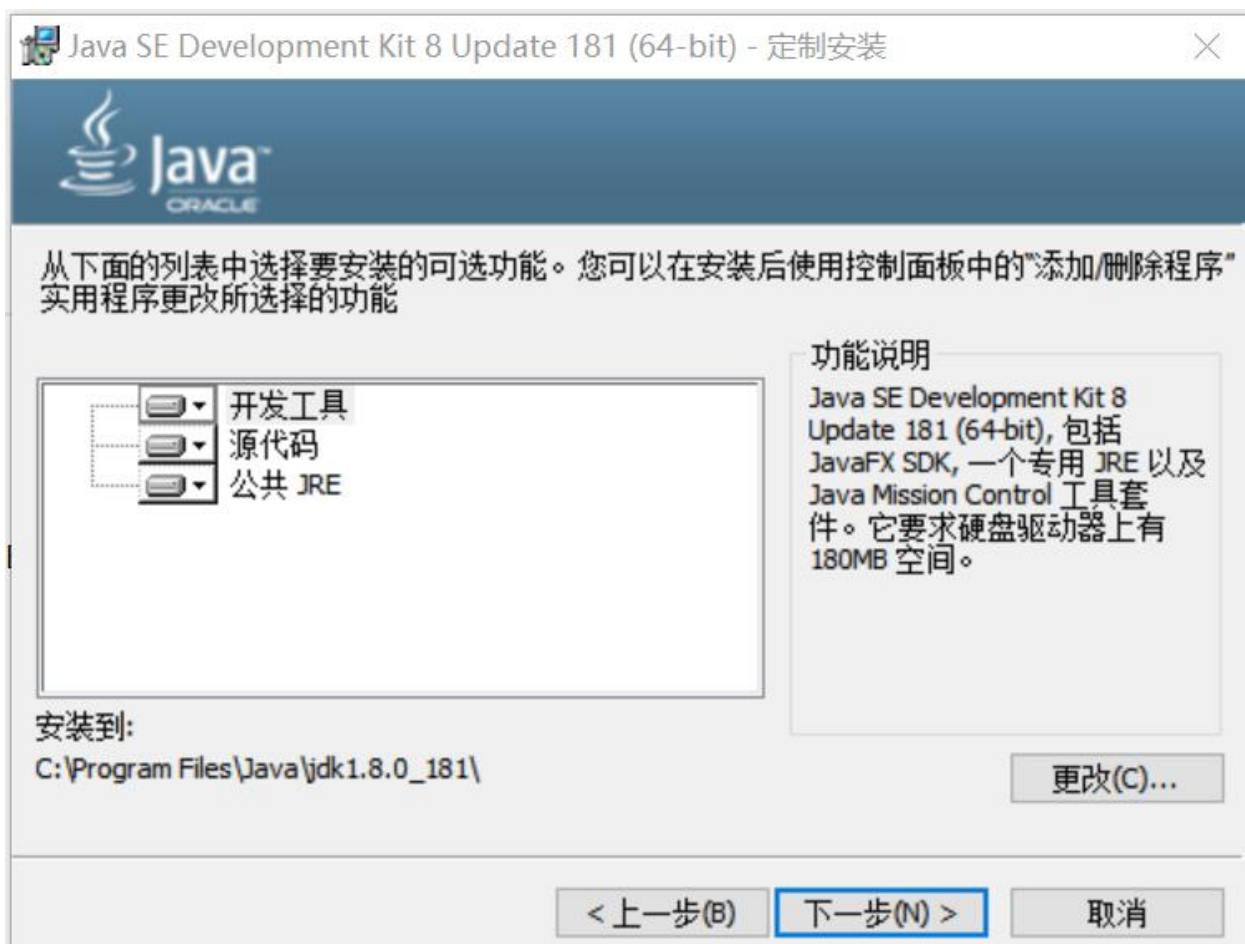 Java SE Development Kit 8 Update 181 (64-bit) - 定制安装
Java™
ORACLE
从下面的列表中选择要安装的可选功能。您可以在安装后使用控制面板中的“添加/删除程序”
实用程序更改所选择的功能
开发工具
源代码
公共 JRE
功能说明
Java SE Development Kit 8
Update 181 (64-bit), 包括
JavaFX SDK, 一个专用 JRE 以及
Java Mission Control 工具套
件。它要求硬盘驱动器上有
180MB 空间。
安装到:
C:\Program Files\Java\jdk1.8.0_181\
更改(C)...
< 上一步(B)
下一步(N) >
取消